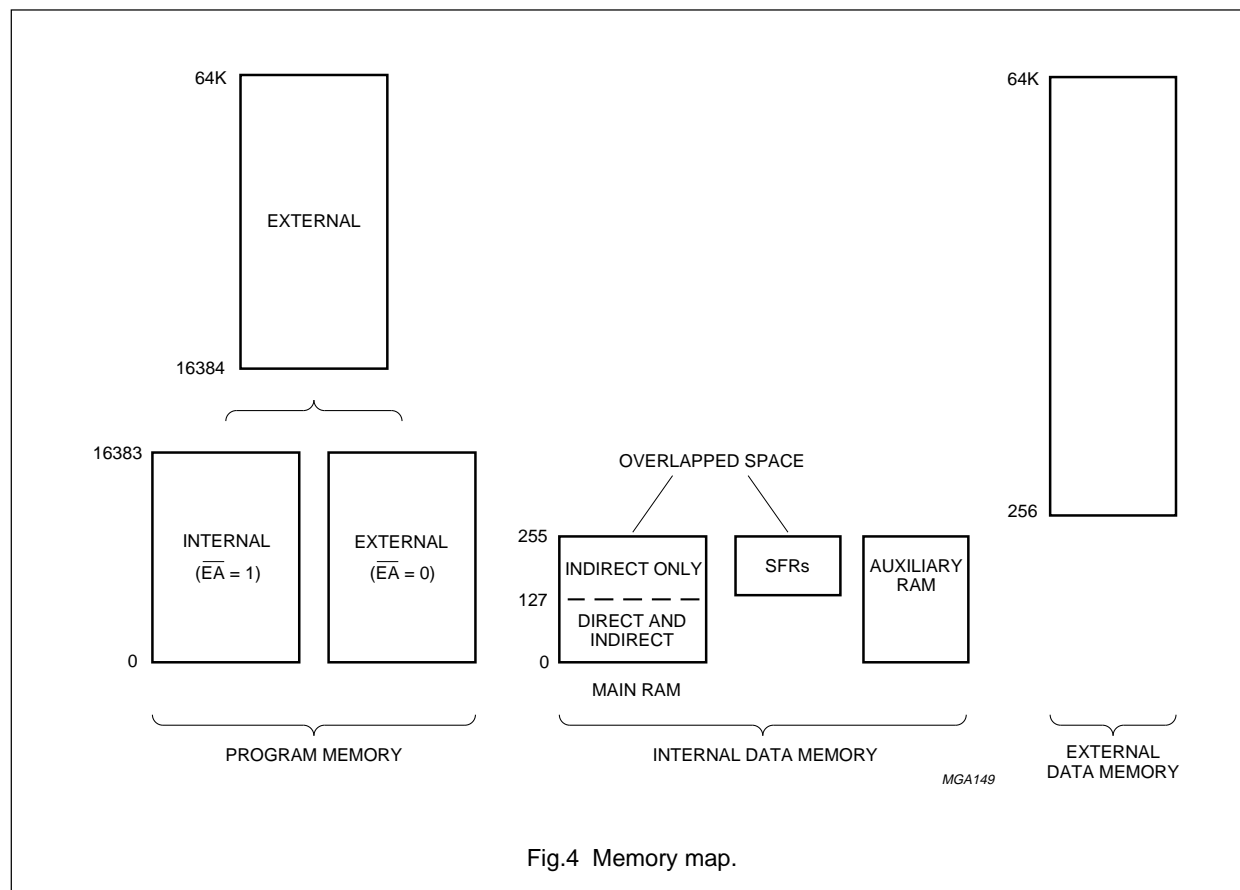 64K
EXTERNAL
16384
16383
INTERNAL
(E̅A̅ = 1)
EXTERNAL
(E̅A̅ = 0)
0
PROGRAM MEMORY
OVERLAPPED SPACE
255
INDIRECT ONLY
127
DIRECT AND
INDIRECT
0
MAIN RAM
SFRs
AUXILIARY
RAM
INTERNAL DATA MEMORY
64K
256
EXTERNAL
DATA MEMORY
MGA149
Fig.4 Memory map.